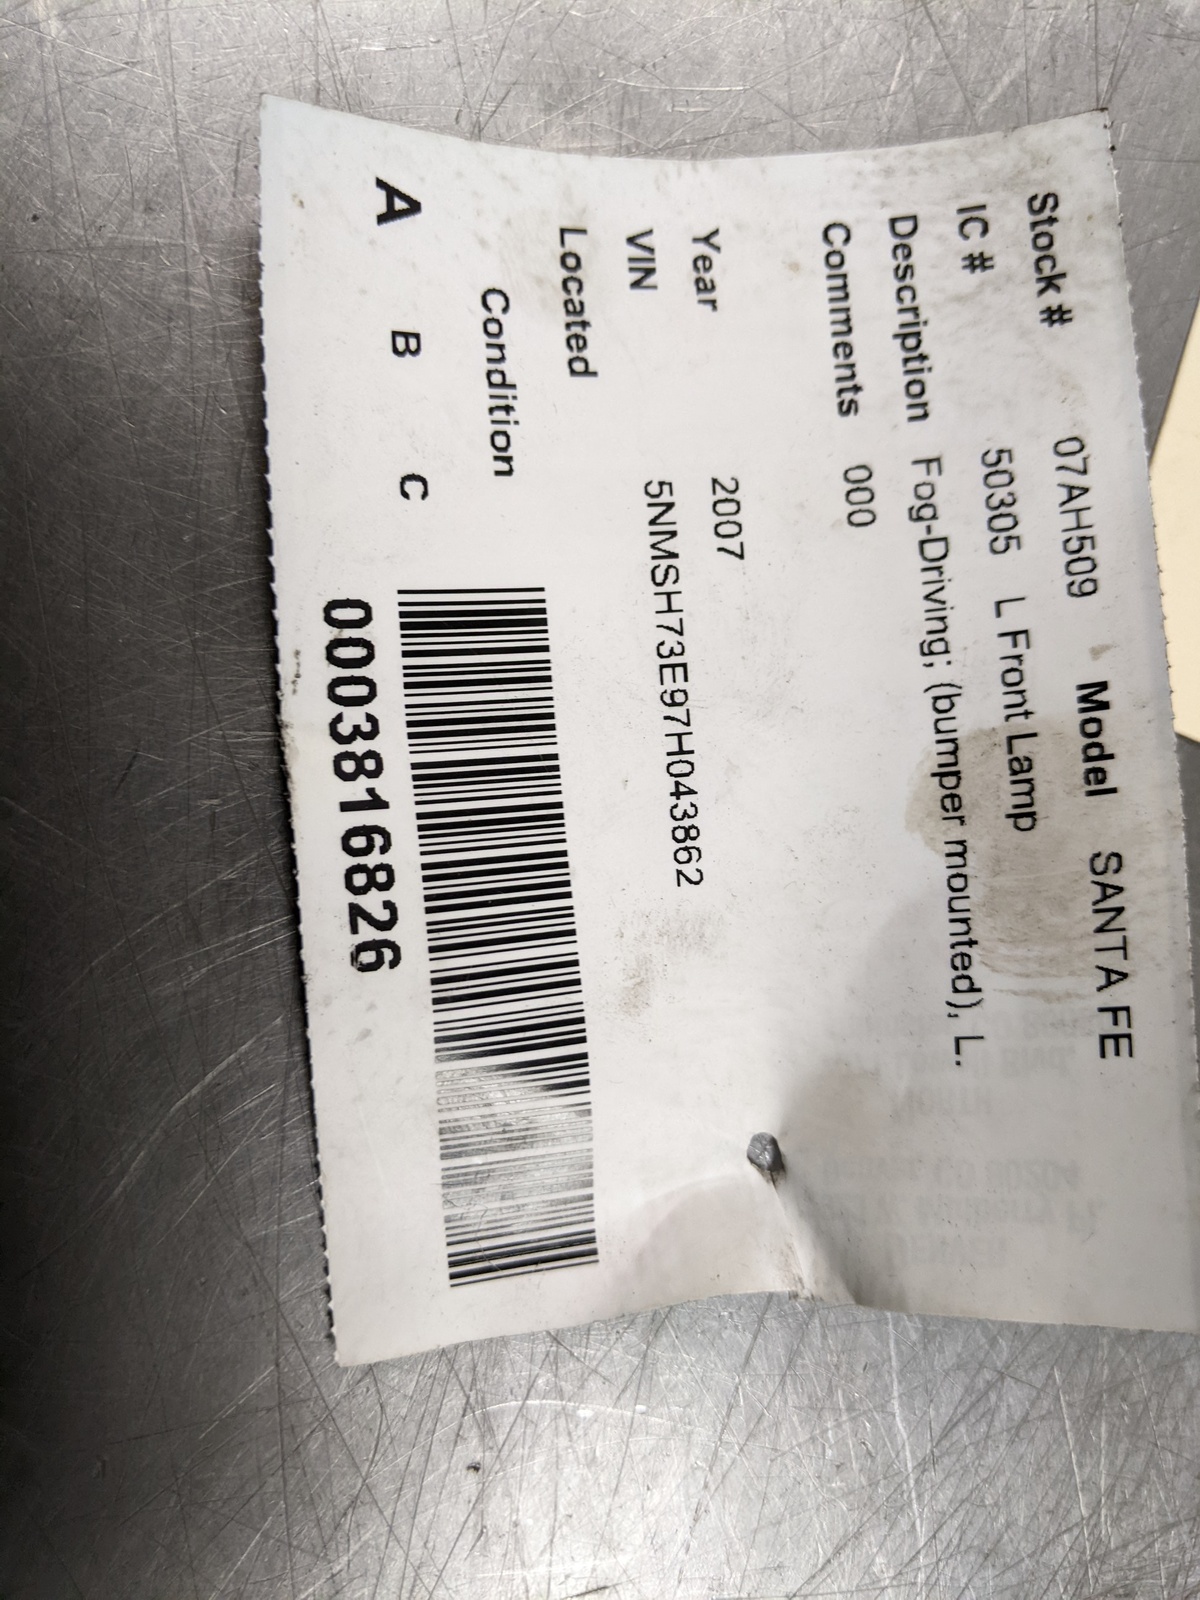 Stock # 07AH509 Model SANTA FE
IC # 50305 L Front Lamp
Description Fog-Driving; (bumper mounted), L.
Comments 000
Year 2007
VIN 5NMSH73E97H043862
Located
Condition
A B C
0003816826